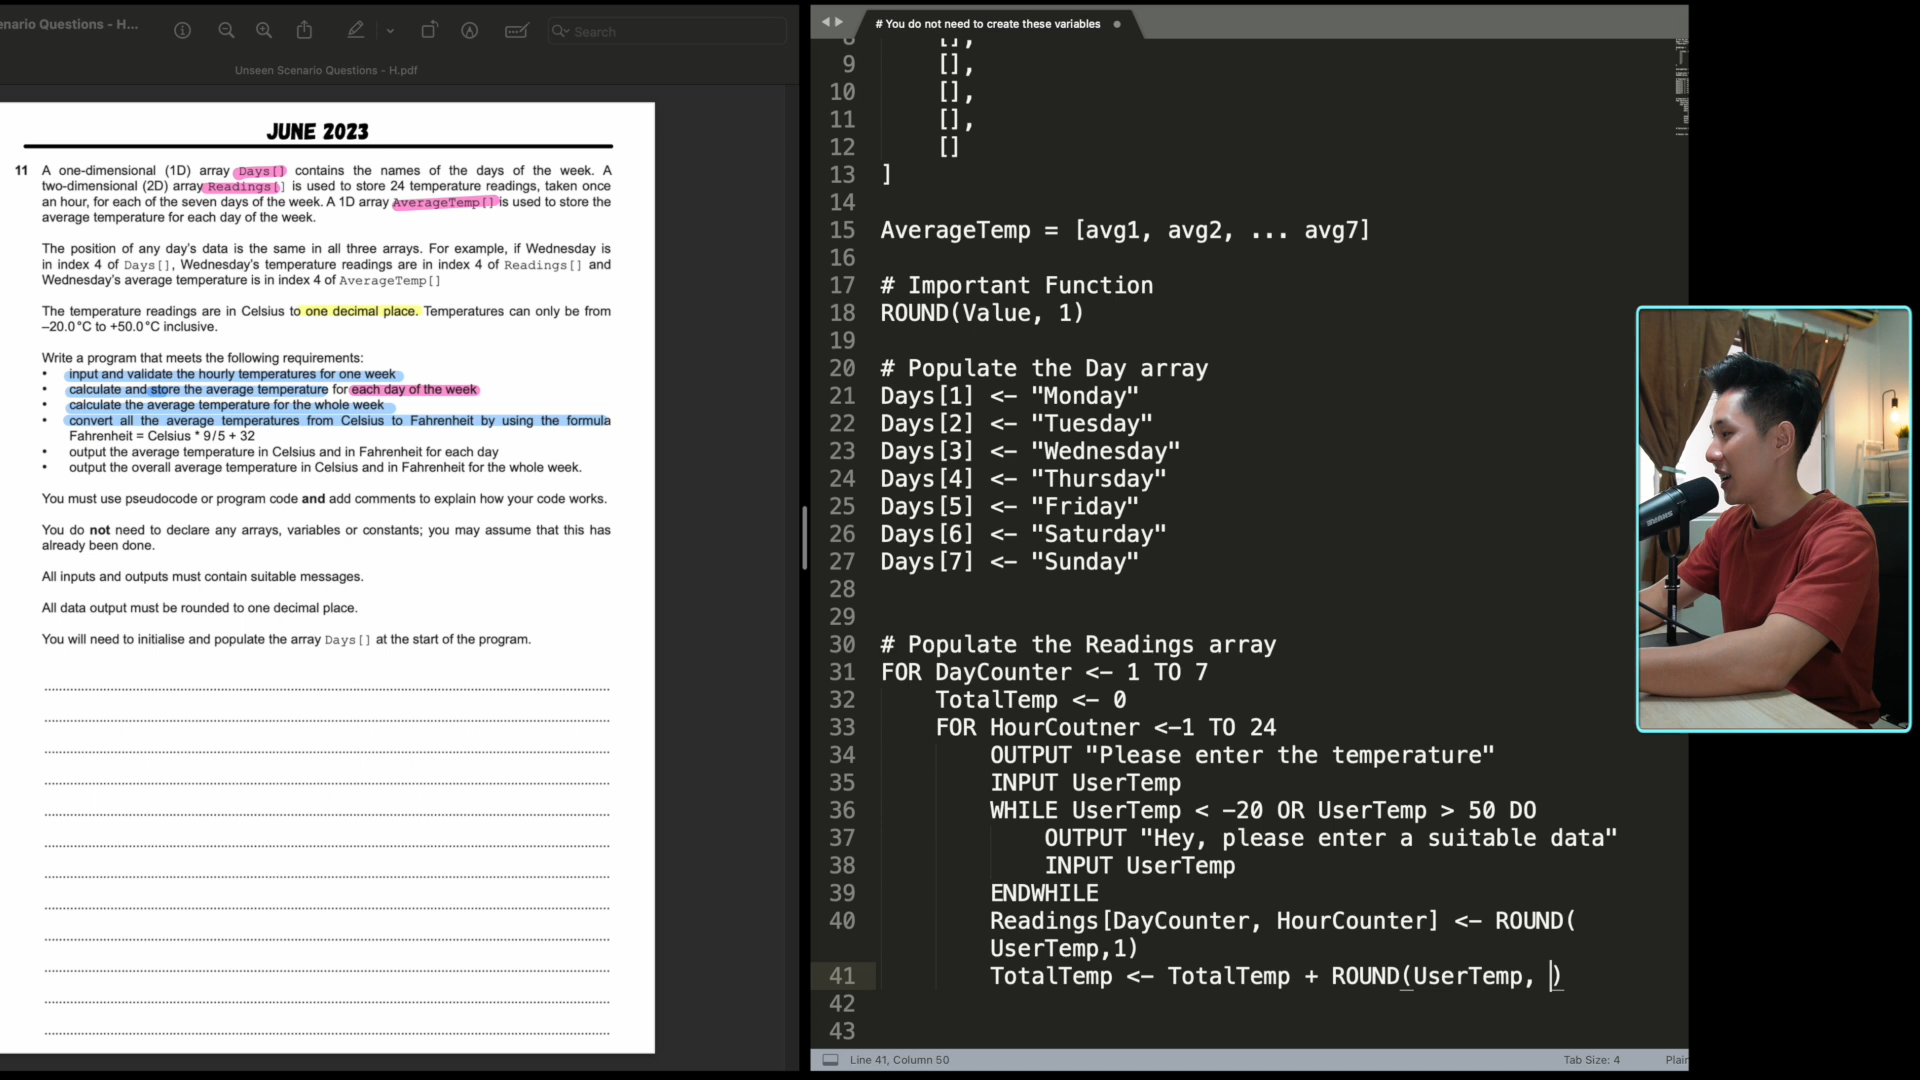 enario Questions - H...
Search
Unseen Scenario Questions - H.pdf
JUNE 2023
11 A one-dimensional (1D) array Days[] contains the names of the days of the week. A
two-dimensional (2D) array Readings[] is used to store 24 temperature readings, taken once
an hour, for each of the seven days of the week. A 1D array AverageTemp[] is used to store the
average temperature for each day of the week.
The position of any day's data is the same in all three arrays. For example, if Wednesday is
in index 4 of Days[], Wednesday's temperature readings are in index 4 of Readings[] and
Wednesday's average temperature is in index 4 of AverageTemp[]
The temperature readings are in Celsius to one decimal place. Temperatures can only be from
–20.0°C to +50.0°C inclusive.
Write a program that meets the following requirements:
• input and validate the hourly temperatures for one week
• calculate and store the average temperature for each day of the week
• calculate the average temperature for the whole week
• convert all the average temperatures from Celsius to Fahrenheit by using the formula
Fahrenheit = Celsius * 9/5 + 32
• output the average temperature in Celsius and in Fahrenheit for each day
• output the overall average temperature in Celsius and in Fahrenheit for the whole week.
You must use pseudocode or program code and add comments to explain how your code works.
You do not need to declare any arrays, variables or constants; you may assume that this has
already been done.
All inputs and outputs must contain suitable messages.
All data output must be rounded to one decimal place.
You will need to initialise and populate the array Days[] at the start of the program.
# You do not need to create these variables
8 [],
9 [],
10 [],
11 [],
12 []
13 ]
14
15 AverageTemp = [avg1, avg2, ... avg7]
16
17 # Important Function
18 ROUND(Value, 1)
19
20 # Populate the Day array
21 Days[1] <- "Monday"
22 Days[2] <- "Tuesday"
23 Days[3] <- "Wednesday"
24 Days[4] <- "Thursday"
25 Days[5] <- "Friday"
26 Days[6] <- "Saturday"
27 Days[7] <- "Sunday"
28
29
30 # Populate the Readings array
31 FOR DayCounter <- 1 TO 7
32 TotalTemp <- 0
33 FOR HourCoutner <-1 TO 24
34 OUTPUT "Please enter the temperature"
35 INPUT UserTemp
36 WHILE UserTemp < -20 OR UserTemp > 50 DO
37 OUTPUT "Hey, please enter a suitable data"
38 INPUT UserTemp
39 ENDWHILE
40 Readings[DayCounter, HourCounter] <- ROUND(
UserTemp,1)
41 TotalTemp <- TotalTemp + ROUND(UserTemp, )
42
43
Line 41, Column 50
Tab Size: 4
Plain